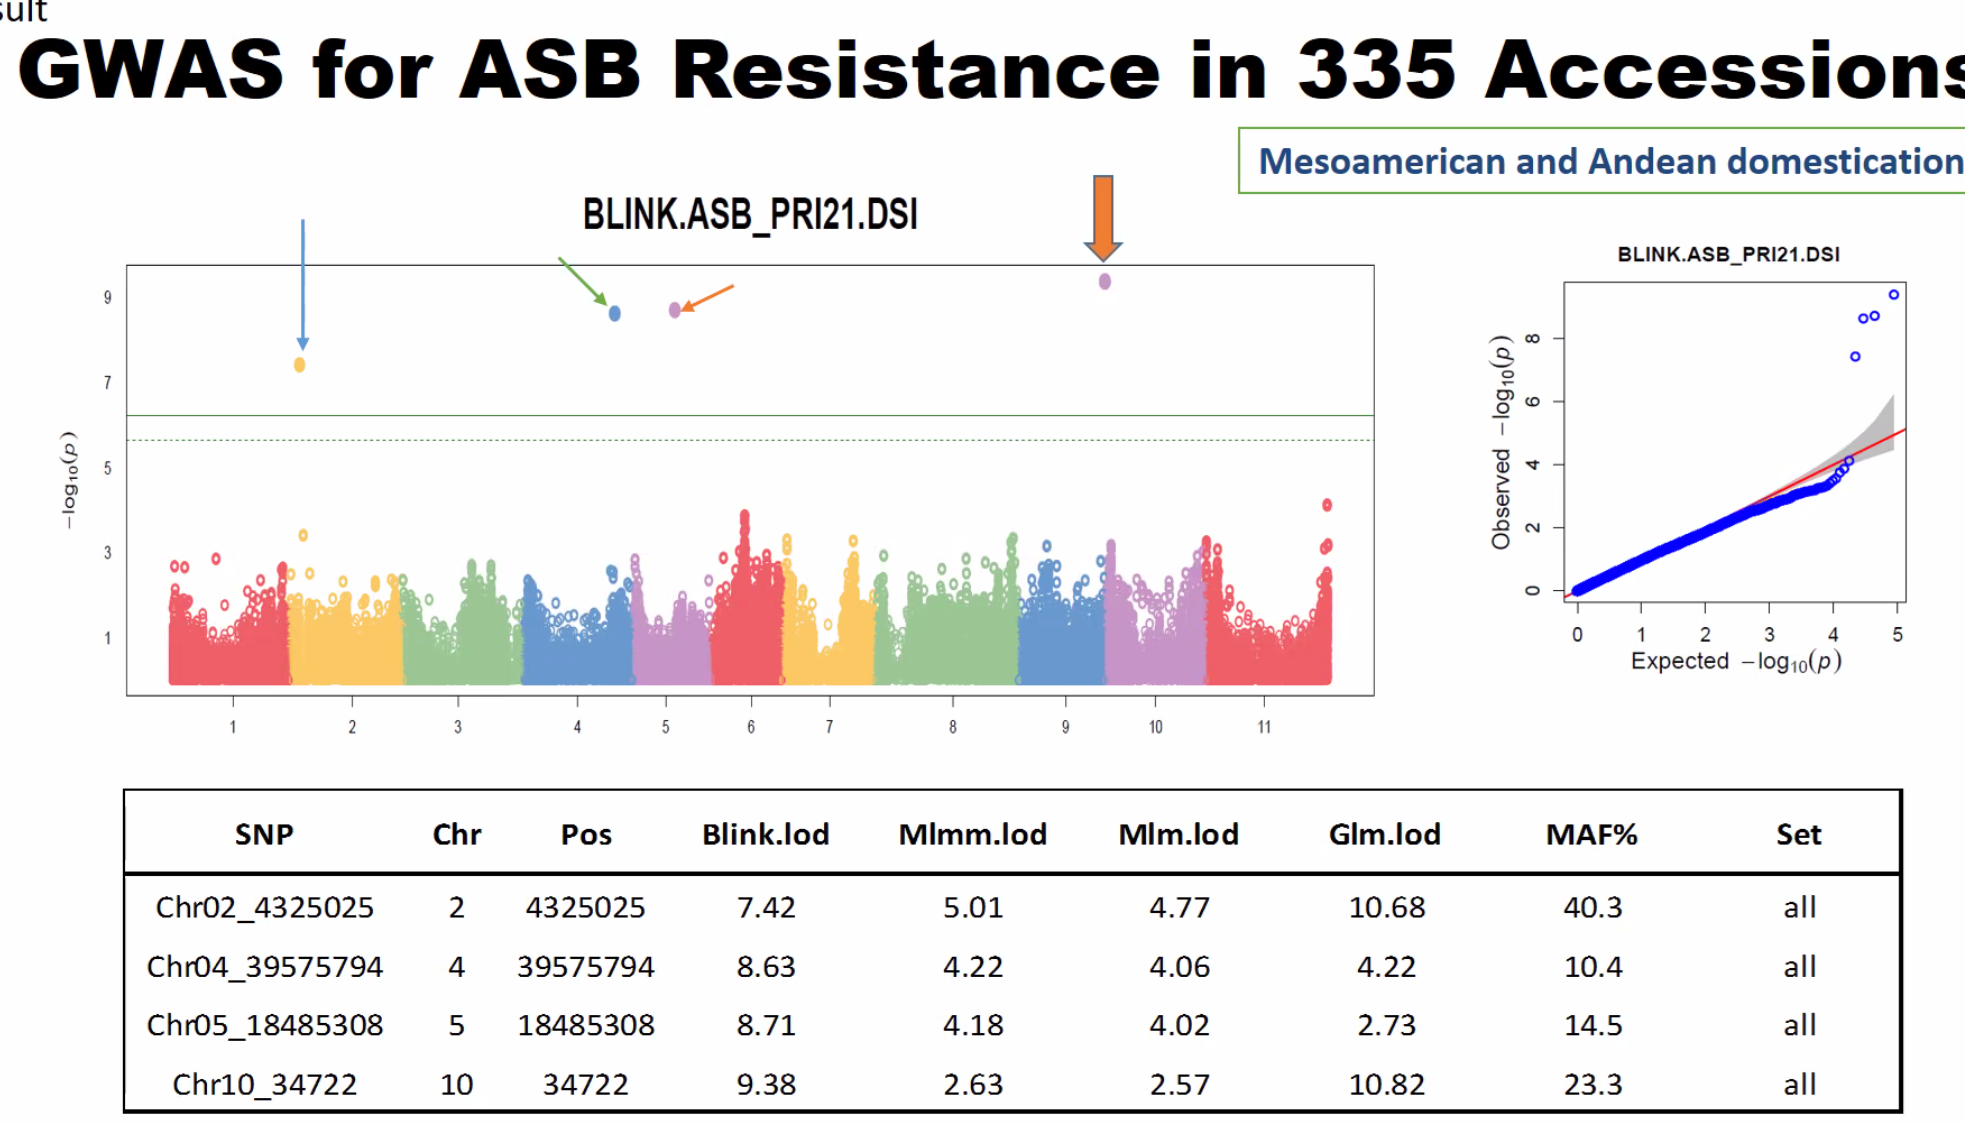 GWAS for ASB Resistance in 335 Accessions
Mesoamerican and Andean domestication
BLINK.ASB_PRI21.DSI
9
7
5
3
1
−log10(p)
1 2 3 4 5 6 7 8 9 10 11
BLINK.ASB_PRI21.DSI
8
6
4
2
0
Observed −log10(p)
0 1 2 3 4 5
Expected −log10(p)
SNP Chr Pos Blink.lod Mlmm.lod Mlm.lod Glm.lod MAF% Set
Chr02_4325025 2 4325025 7.42 5.01 4.77 10.68 40.3 all
Chr04_39575794 4 39575794 8.63 4.22 4.06 4.22 10.4 all
Chr05_18485308 5 18485308 8.71 4.18 4.02 2.73 14.5 all
Chr10_34722 10 34722 9.38 2.63 2.57 10.82 23.3 all